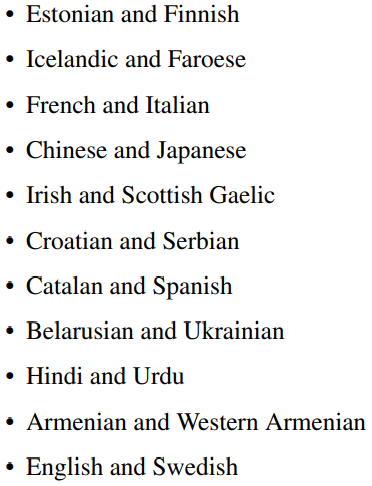 • Estonian and Finnish
• Icelandic and Faroese
• French and Italian
• Chinese and Japanese
• Irish and Scottish Gaelic
• Croatian and Serbian
• Catalan and Spanish
• Belarusian and Ukrainian
• Hindi and Urdu
• Armenian and Western Armenian
• English and Swedish